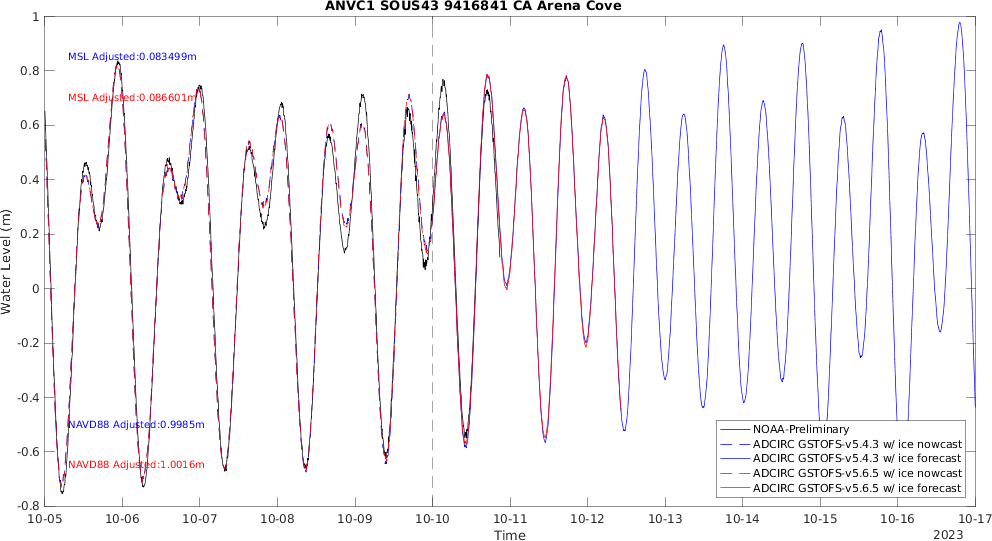 ANVC1 SOUS43 9416841 CA Arena Cove
Water Level (m)
1
0.8
0.6
0.4
0.2
0
-0.2
-0.4
-0.6
-0.8
MSL Adjusted:0.083499m
MSL Adjusted:0.086601m
NAVD88 Adjusted:0.9985m
NAVD88 Adjusted:1.0016m
NOAA-Preliminary
ADCIRC GSTOFS-v5.4.3 w/ ice nowcast
ADCIRC GSTOFS-v5.4.3 w/ ice forecast
ADCIRC GSTOFS-v5.6.5 w/ ice nowcast
ADCIRC GSTOFS-v5.6.5 w/ ice forecast
10-05 10-06 10-07 10-08 10-09 10-10 10-11 10-12 10-13 10-14 10-15 10-16 10-17
Time
2023